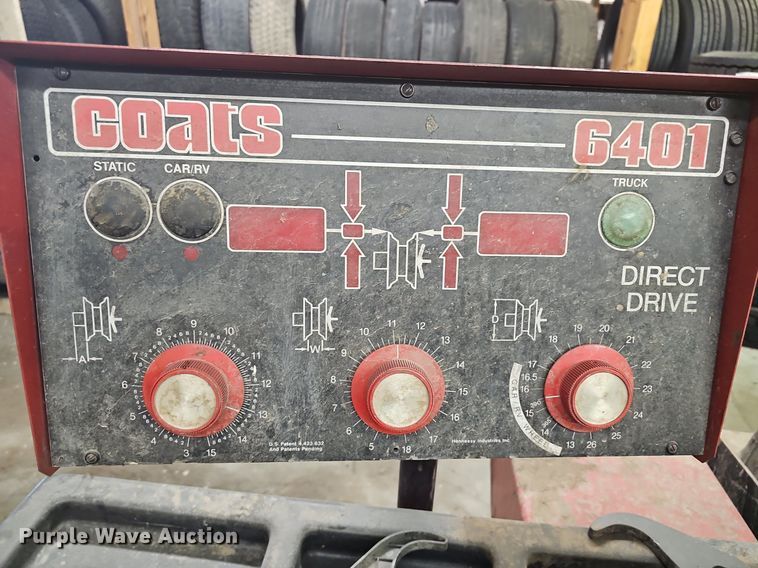 coats 6401
STATIC CAR/RV TRUCK
DIRECT
DRIVE
A W D
3 4 5 6 7 8 9 10 11 12 13 14 15
5 6 7 8 9 10 11 12 13 14 15 16 17 18
13 14 15 16 16.5 17 18 19 20 21 22 23 24 25 26
CAR/RV WHEELS
U.S. Patent 4,423,632
And Patents Pending
Hennessy Industries Inc
Purple Wave Auction